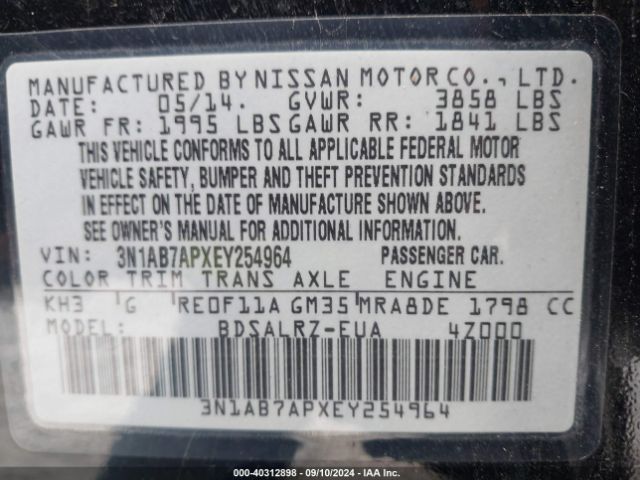 MANUFACTURED BY NISSAN MOTOR CO., LTD.
DATE: 05/14. GVWR: 3858 LBS
GAWR FR: 1995 LBS GAWR RR: 1841 LBS
THIS VEHICLE CONFORMS TO ALL APPLICABLE FEDERAL MOTOR
VEHICLE SAFETY, BUMPER AND THEFT PREVENTION STANDARDS
IN EFFECT ON THE DATE OF MANUFACTURE SHOWN ABOVE.
SEE OWNER'S MANUAL FOR ADDITIONAL INFORMATION.
VIN: 3N1AB7APXEY254964 PASSENGER CAR.
COLOR TRIM TRANS AXLE ENGINE
KH3 G RE0F11A GM35 MRA8DE 1798 CC
MODEL: BDSALRZ-EUA 4Z000
3N1AB7APXEY254964
000-40312898 - 09/10/2024 - IAA Inc.